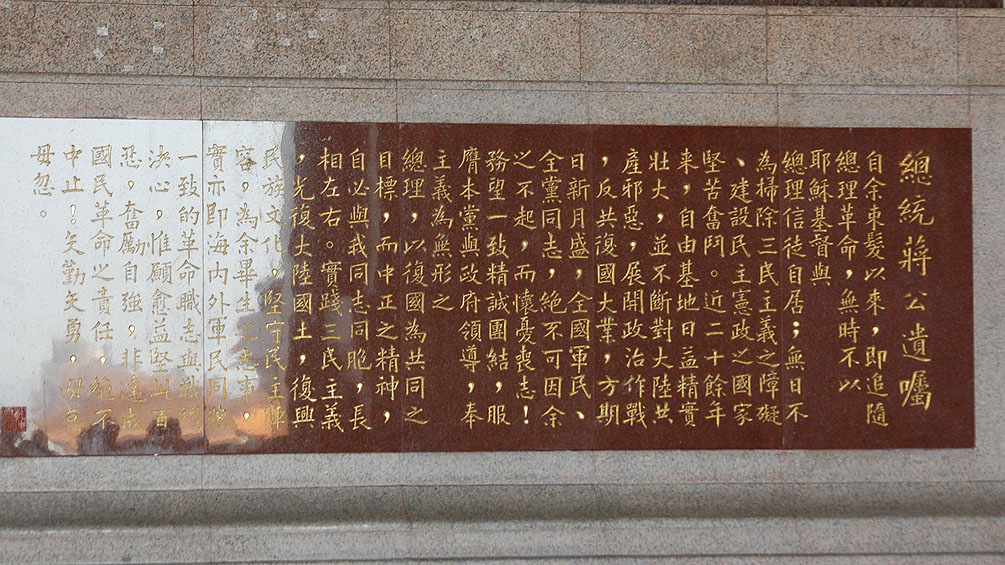 總統蔣公遺囑
自余束髮以來，即追隨
總理革命，無時不以
耶穌基督與
總理信徒自居；無日不
為掃除三民主義之障礙
、建設民主憲政之國家
堅苦奮鬥。近二十餘年
來，自由基地日益精實
壯大，並不斷對大陸共
產邪惡，展開政治作戰
，反共復國大業，方期
日新月盛，全國軍民、
全黨同志，絕不可因余
之不起，而懷憂喪志！
務望一致精誠團結，服
膺本黨與政府領導，奉
主義為無形之
總理，以復國為共同之
目標，而中正之精神，
自必與我同志同胞，長
相左右。實踐三民主義
，光復大陸國土，復興
民族文化，堅守民主陣
容，為余畢生之志事，
實亦即海內外軍民同胞
一致的革命職志與戰鬥
決心，惟願愈益堅此百
忍，奮勵自強，非達成
國民革命之責任，絕不
中止！矢勤矢勇，毋怠
毋忽。